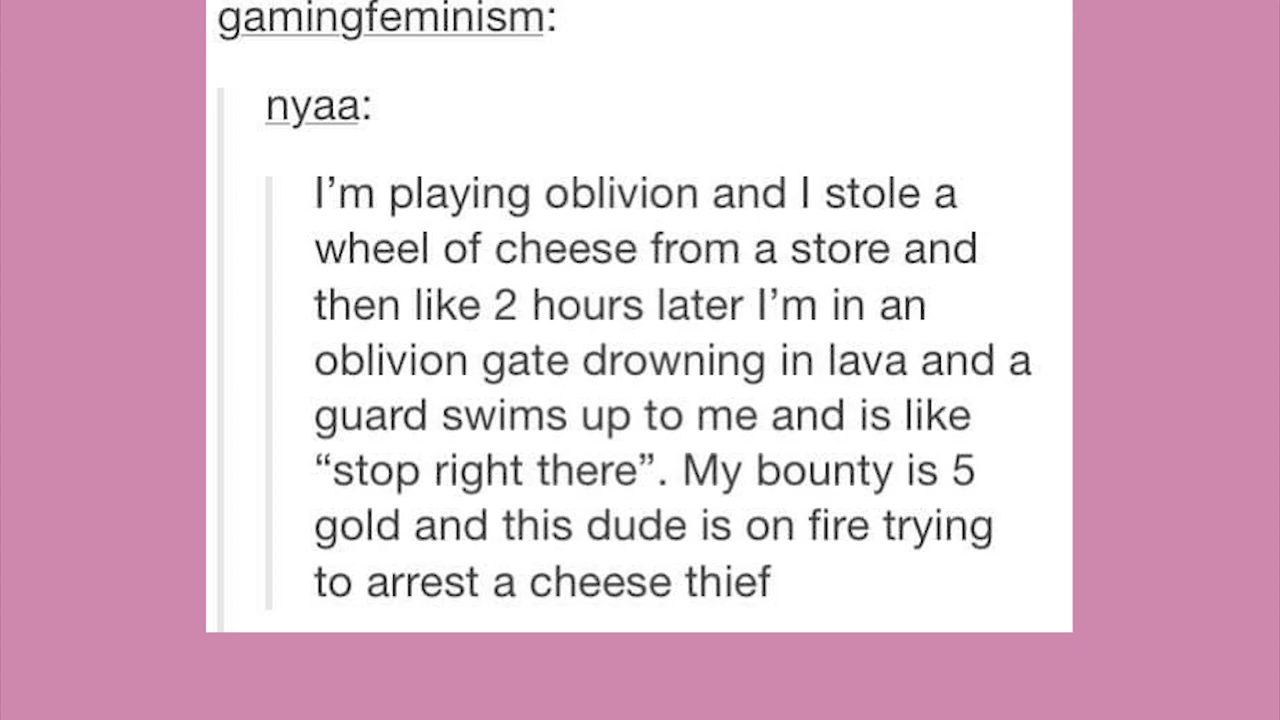 gamingfeminism:
nyaa:
I’m playing oblivion and I stole a
wheel of cheese from a store and
then like 2 hours later I’m in an
oblivion gate drowning in lava and a
guard swims up to me and is like
“stop right there”. My bounty is 5
gold and this dude is on fire trying
to arrest a cheese thief